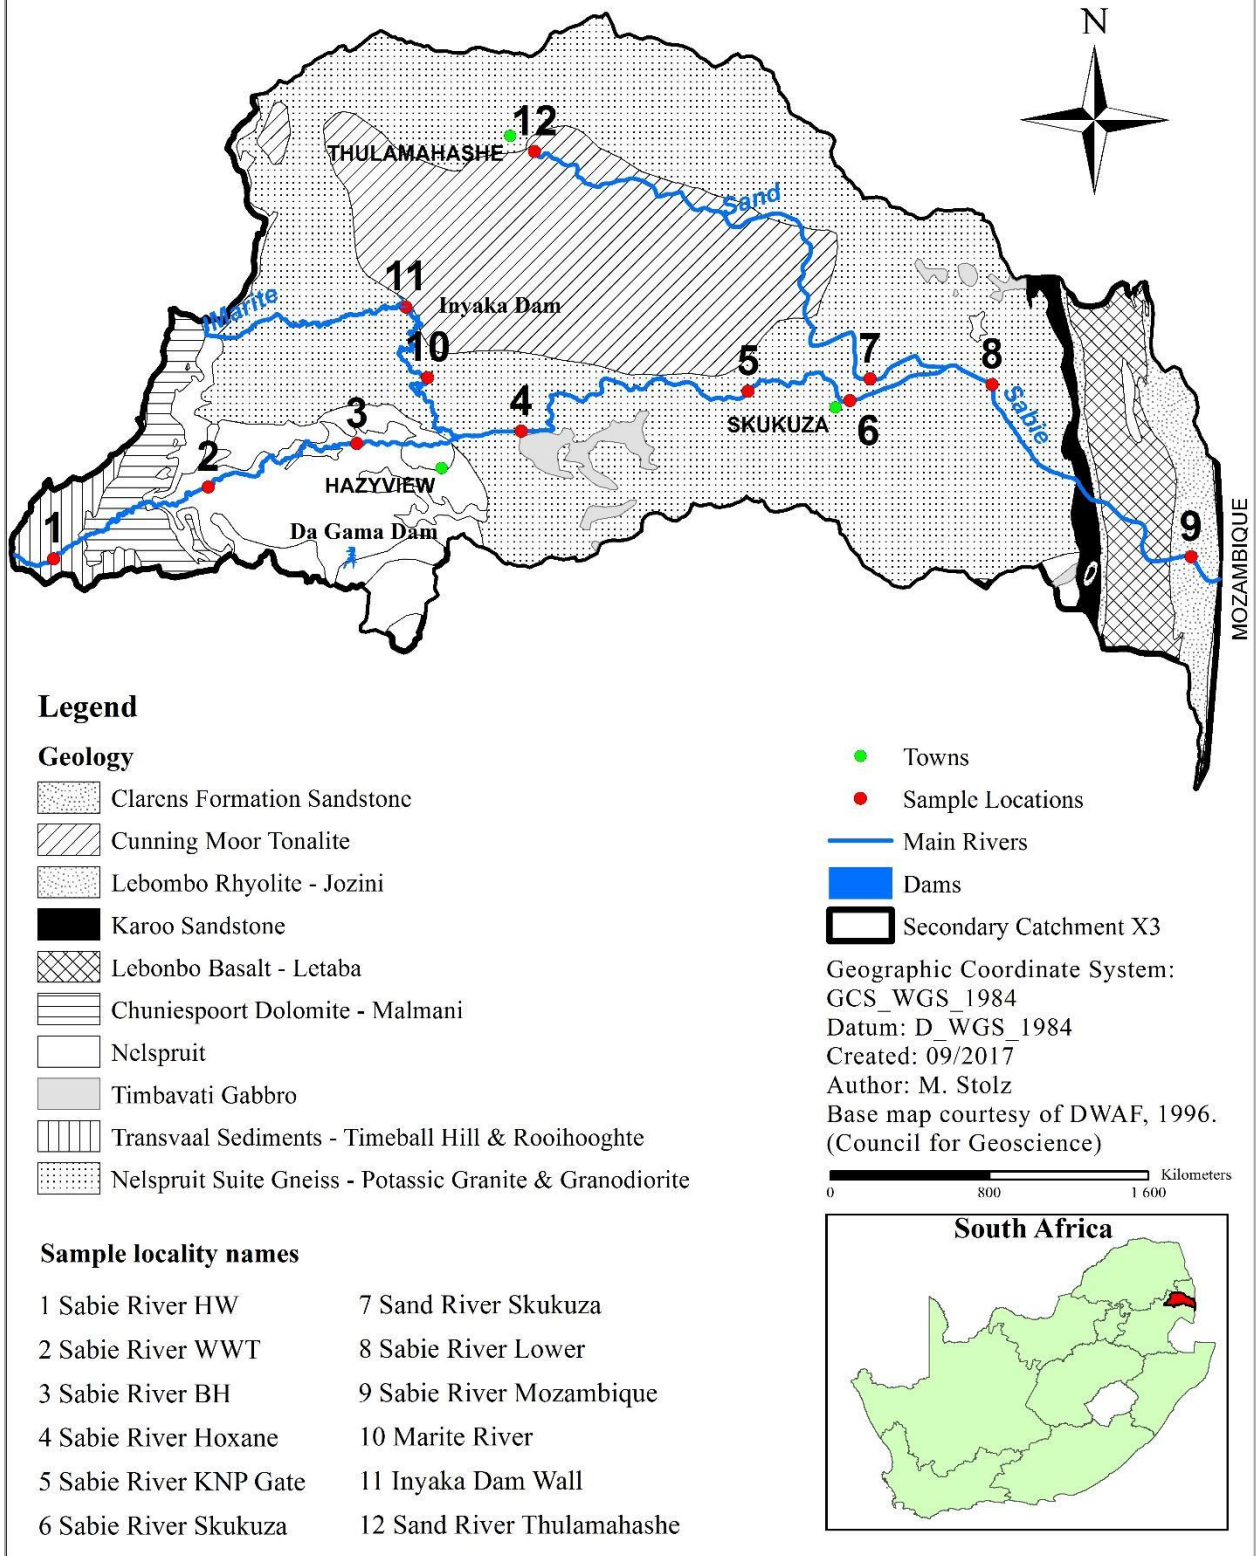 N
12
THULAMAHASHE
Sand
11
Marite
Inyaka Dam
10
5
7
8
3
4
SKUKUZA
6
Sabie
2
HAZYVIEW
1
Da Gama Dam
9
MOZAMBIQUE
Legend
Geology
Clarens Formation Sandstone
Cunning Moor Tonalite
Lebombo Rhyolite - Jozini
Karoo Sandstone
Lebonbo Basalt - Letaba
Chuniespoort Dolomite - Malmani
Nelspruit
Timbavati Gabbro
Transvaal Sediments - Timeball Hill & Rooihooghte
Nelspruit Suite Gneiss - Potassic Granite & Granodiorite
Towns
Sample Locations
Main Rivers
Dams
Secondary Catchment X3
Geographic Coordinate System:
GCS_WGS_1984
Datum: D_WGS_1984
Created: 09/2017
Author: M. Stolz
Base map courtesy of DWAF, 1996.
(Council for Geoscience)
Kilometers
0 800 1 600
Sample locality names
1 Sabie River HW
2 Sabie River WWT
3 Sabie River BH
4 Sabie River Hoxane
5 Sabie River KNP Gate
6 Sabie River Skukuza
7 Sand River Skukuza
8 Sabie River Lower
9 Sabie River Mozambique
10 Marite River
11 Inyaka Dam Wall
12 Sand River Thulamahashe
South Africa